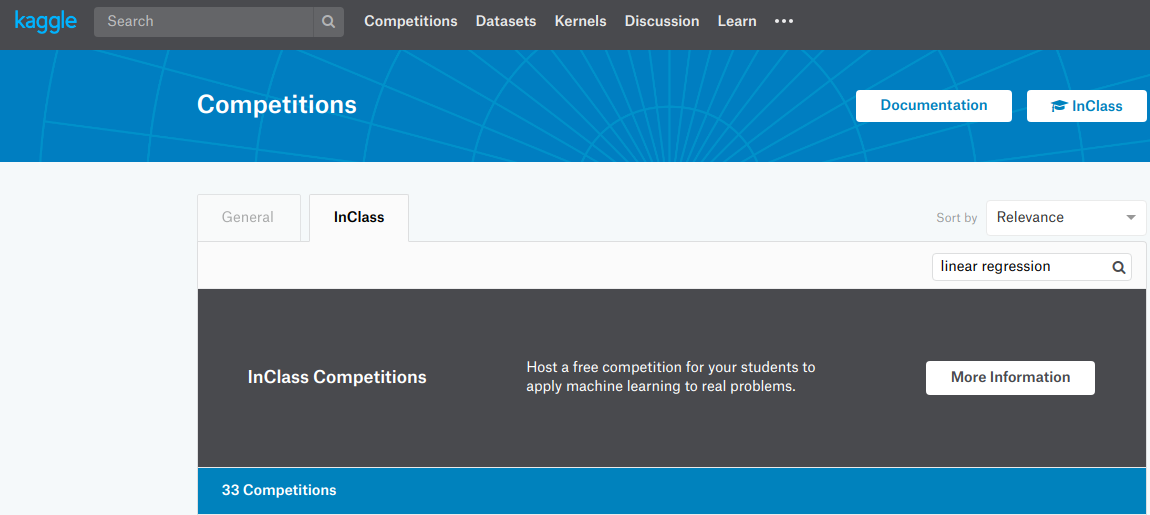 kaggle Search Competitions Datasets Kernels Discussion Learn •••
Competitions Documentation InClass
General InClass Sort by Relevance
linear regression
InClass Competitions
Host a free competition for your students to
apply machine learning to real problems.
More Information
33 Competitions